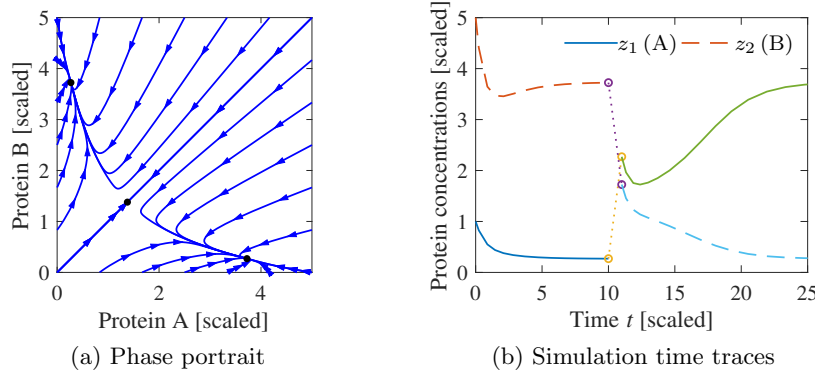 5
4
3
2
1
0
0
2
4
Protein B [scaled]
Protein A [scaled]
(a) Phase portrait
5
4
3
2
1
0
0
5
10
15
20
25
Protein concentrations [scaled]
z₁ (A)
z₂ (B)
Time t [scaled]
(b) Simulation time traces